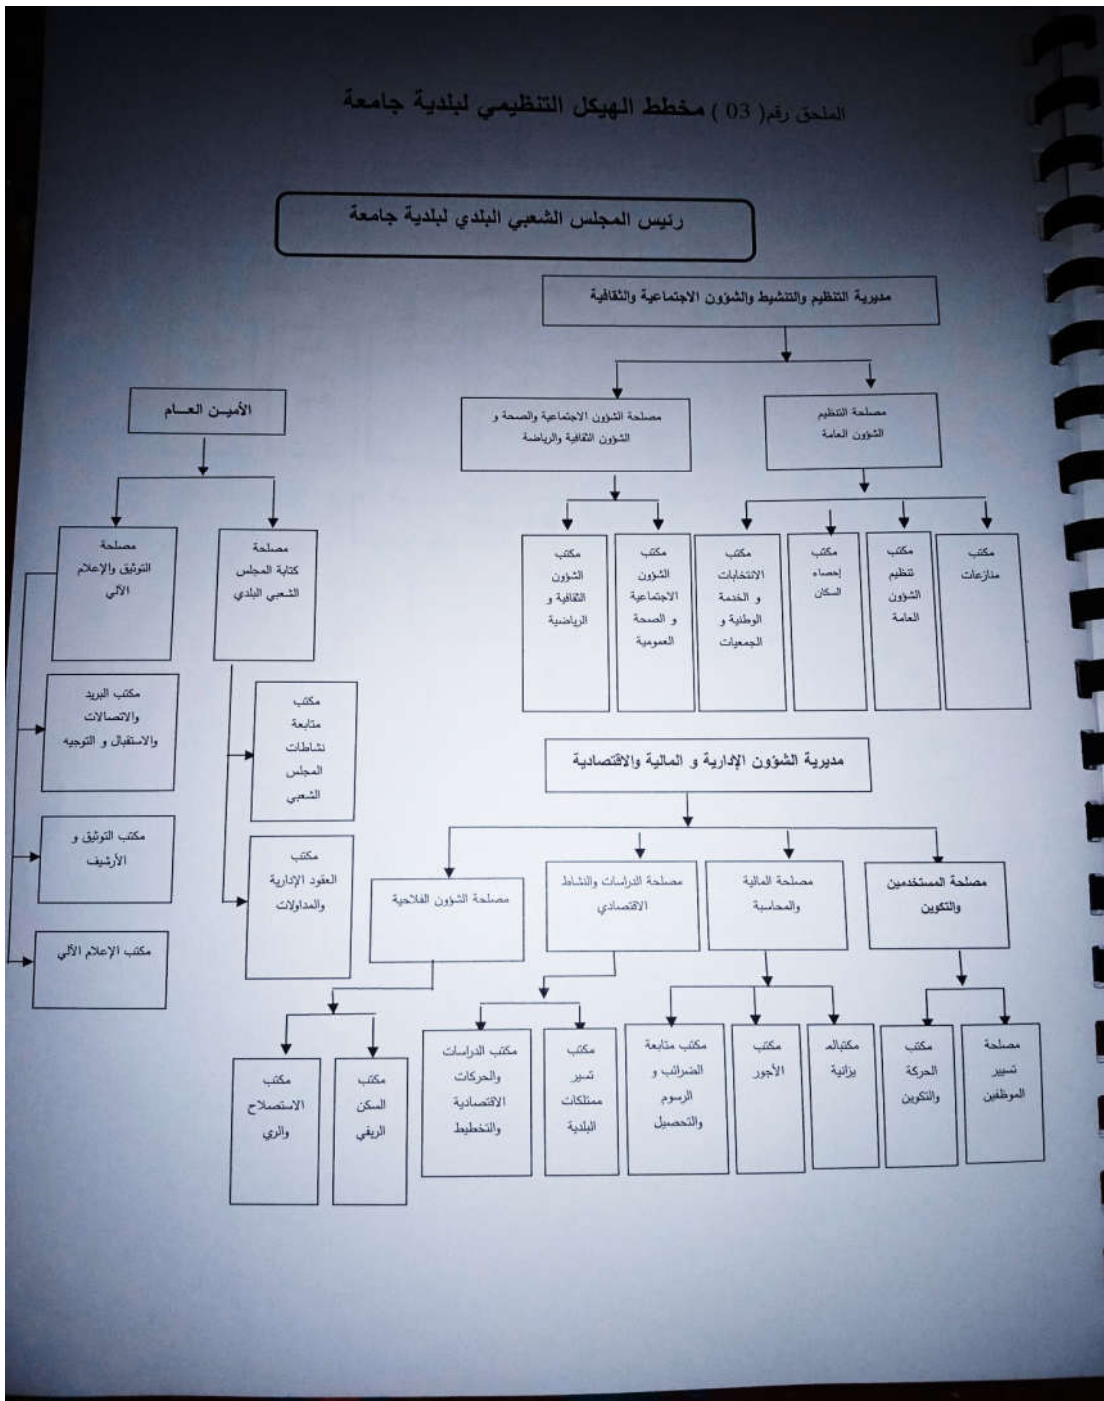 الملحق رقم( 03 ) مخطط الهيكل التنظيمي لبلدية جامعة
رئيس المجلس الشعبي البلدي لبلدية جامعة
مديرية التنظيم والتنشيط والشؤون الاجتماعية والثقافية
مصلحة التنظيم
الشؤون العامة
مصلحة الشؤون الاجتماعية والصحة و
الشؤون الثقافية والرياضة
الأميـن العـــام
مكتب
منازعات
مكتب
تنظيم
الشؤون
العامة
مكتب
إحصاء
السكان
مكتب
الانتخابات
و الخدمة
الوطنية و
الجمعيات
مكتب
الشؤون
الاجتماعية
و الصحة
العمومية
مكتب
الشؤون
الثقافية و
الرياضية
مصلحة
كتابة المجلس
الشعبي البلدي
مصلحة
التوثيق والإعلام
الآلي
مكتب
متابعة
نشاطات
المجلس
الشعبي
مكتب
العقود الإدارية
والمداولات
مكتب البريد
والاتصالات
والاستقبال و التوجيه
مكتب التوثيق و
الأرشيف
مكتب الإعلام الآلي
مديرية الشؤون الإدارية و المالية والاقتصادية
مصلحة المستخدمين
والتكوين
مصلحة المالية
والمحاسبة
مصلحة الدراسات والنشاط
الاقتصادي
مصلحة الشؤون الفلاحية
مصلحة
تسيير
الموظفين
مكتب
الحركة
والتكوين
مكتبالم
يزانية
مكتب
الأجور
مكتب متابعة
الضرائب و
الرسوم
والتحصيل
مكتب
تسير
ممتلكات
البلدية
مكتب الدراسات
والحركات
الاقتصادية
والتخطيط
مكتب
السكن
الريفي
مكتب
الاستصلاح
والري